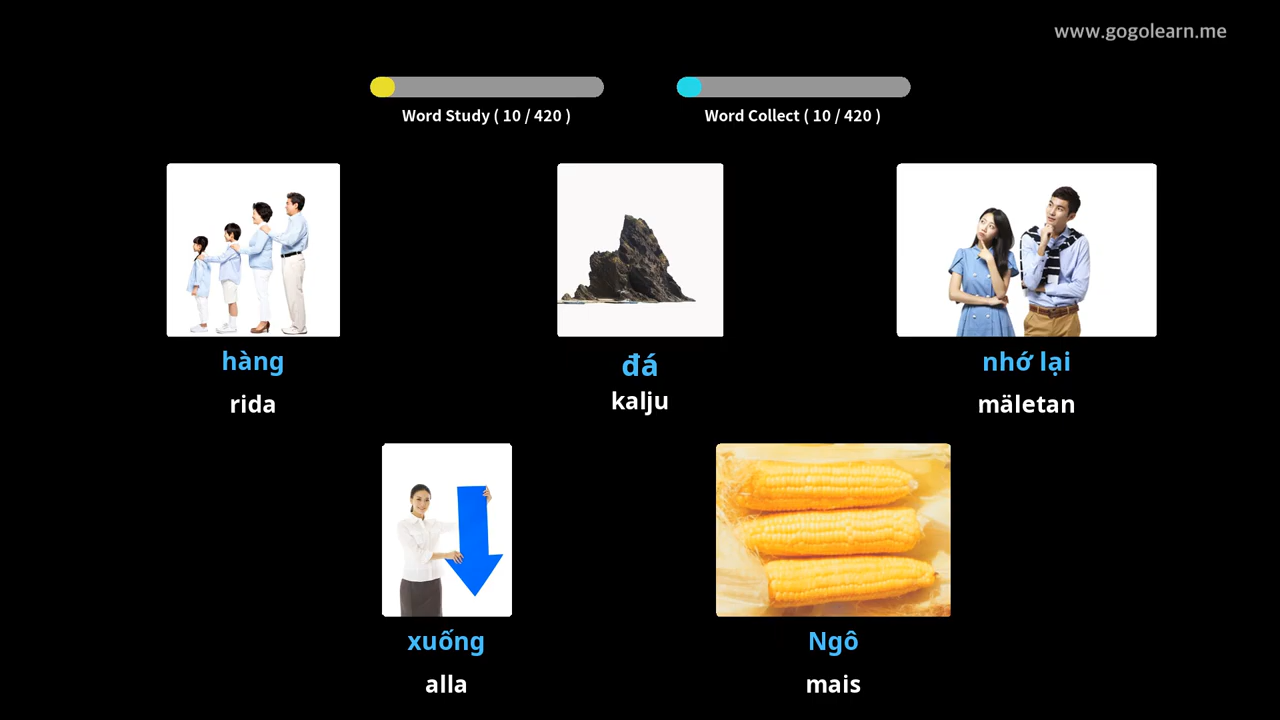 www.gogolearn.me
Word Study ( 10 / 420 )
Word Collect ( 10 / 420 )
hàng
rida
đá
kalju
nhớ lại
mäletan
xuống
alla
Ngô
mais